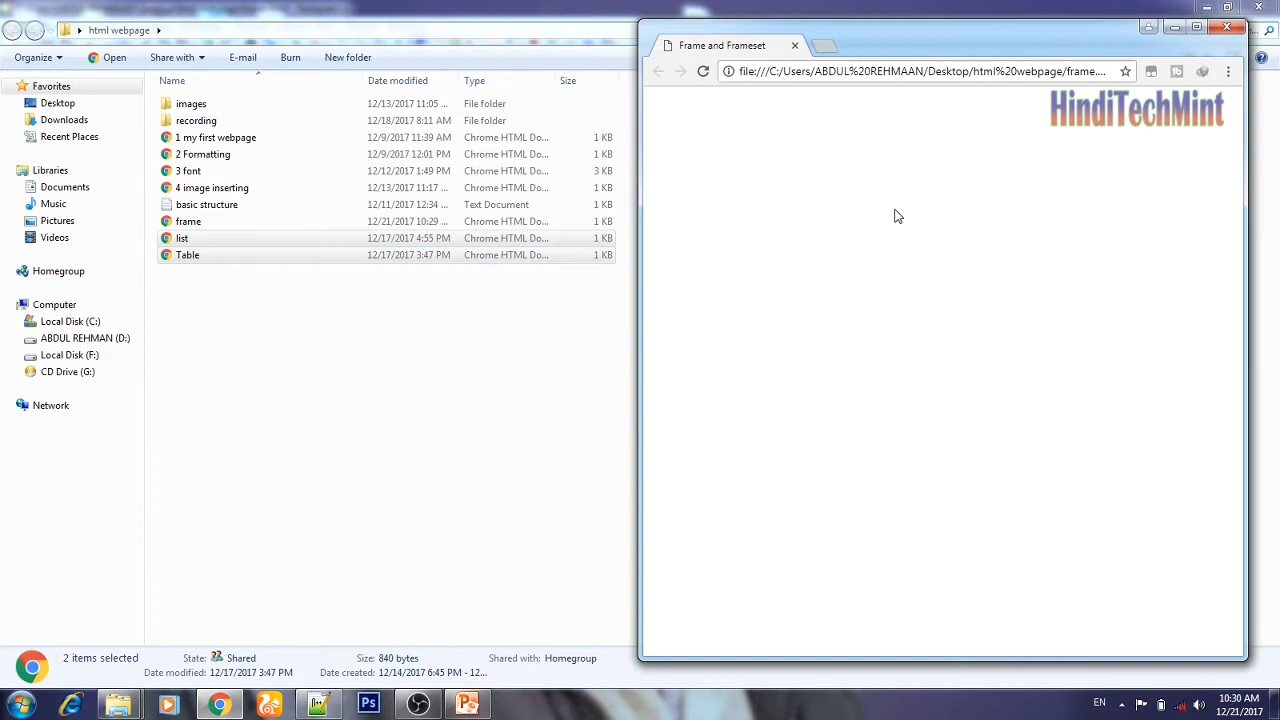 html webpage
Organize
Open
Share with
E-mail
Burn
New folder
Favorites
Desktop
Downloads
Recent Places
Libraries
Documents
Music
Pictures
Videos
Homegroup
Computer
Local Disk (C:)
ABDUL REHMAN (D:)
Local Disk (F:)
CD Drive (G:)
Network
Name Date modified Type Size
images 12/13/2017 11:05 ... File folder
recording 12/18/2017 8:11 AM File folder
1 my first webpage 12/9/2017 11:39 AM Chrome HTML Do... 1 KB
2 Formatting 12/9/2017 12:01 PM Chrome HTML Do... 1 KB
3 font 12/12/2017 1:49 PM Chrome HTML Do... 3 KB
4 image inserting 12/13/2017 11:17 ... Chrome HTML Do... 1 KB
basic structure 12/11/2017 12:34 ... Text Document 1 KB
frame 12/21/2017 10:29 ... Chrome HTML Do... 1 KB
list 12/17/2017 4:55 PM Chrome HTML Do... 1 KB
Table 12/17/2017 3:47 PM Chrome HTML Do... 1 KB
Frame and Frameset
file:///C:/Users/ABDUL%20REHMAAN/Desktop/html%20webpage/frame....
HindiTechMint
2 items selected State: Shared Size: 840 bytes Shared with: Homegroup
Date modified: 12/17/2017 3:47 PM Date created: 12/14/2017 6:45 PM - 12...
Ps
EN
10:30 AM
12/21/2017